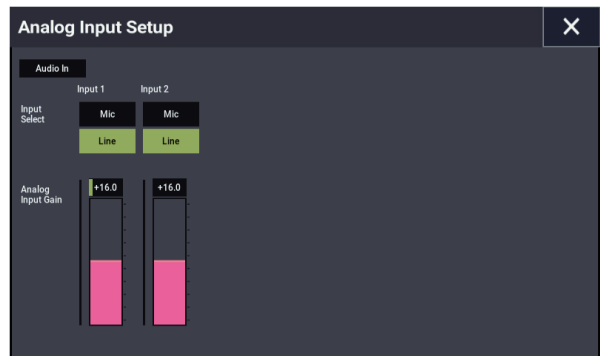 Analog Input Setup
Audio In
Input 1 Input 2
Input
Select
Mic Mic
Line Line
Analog
Input Gain
+16.0 +16.0